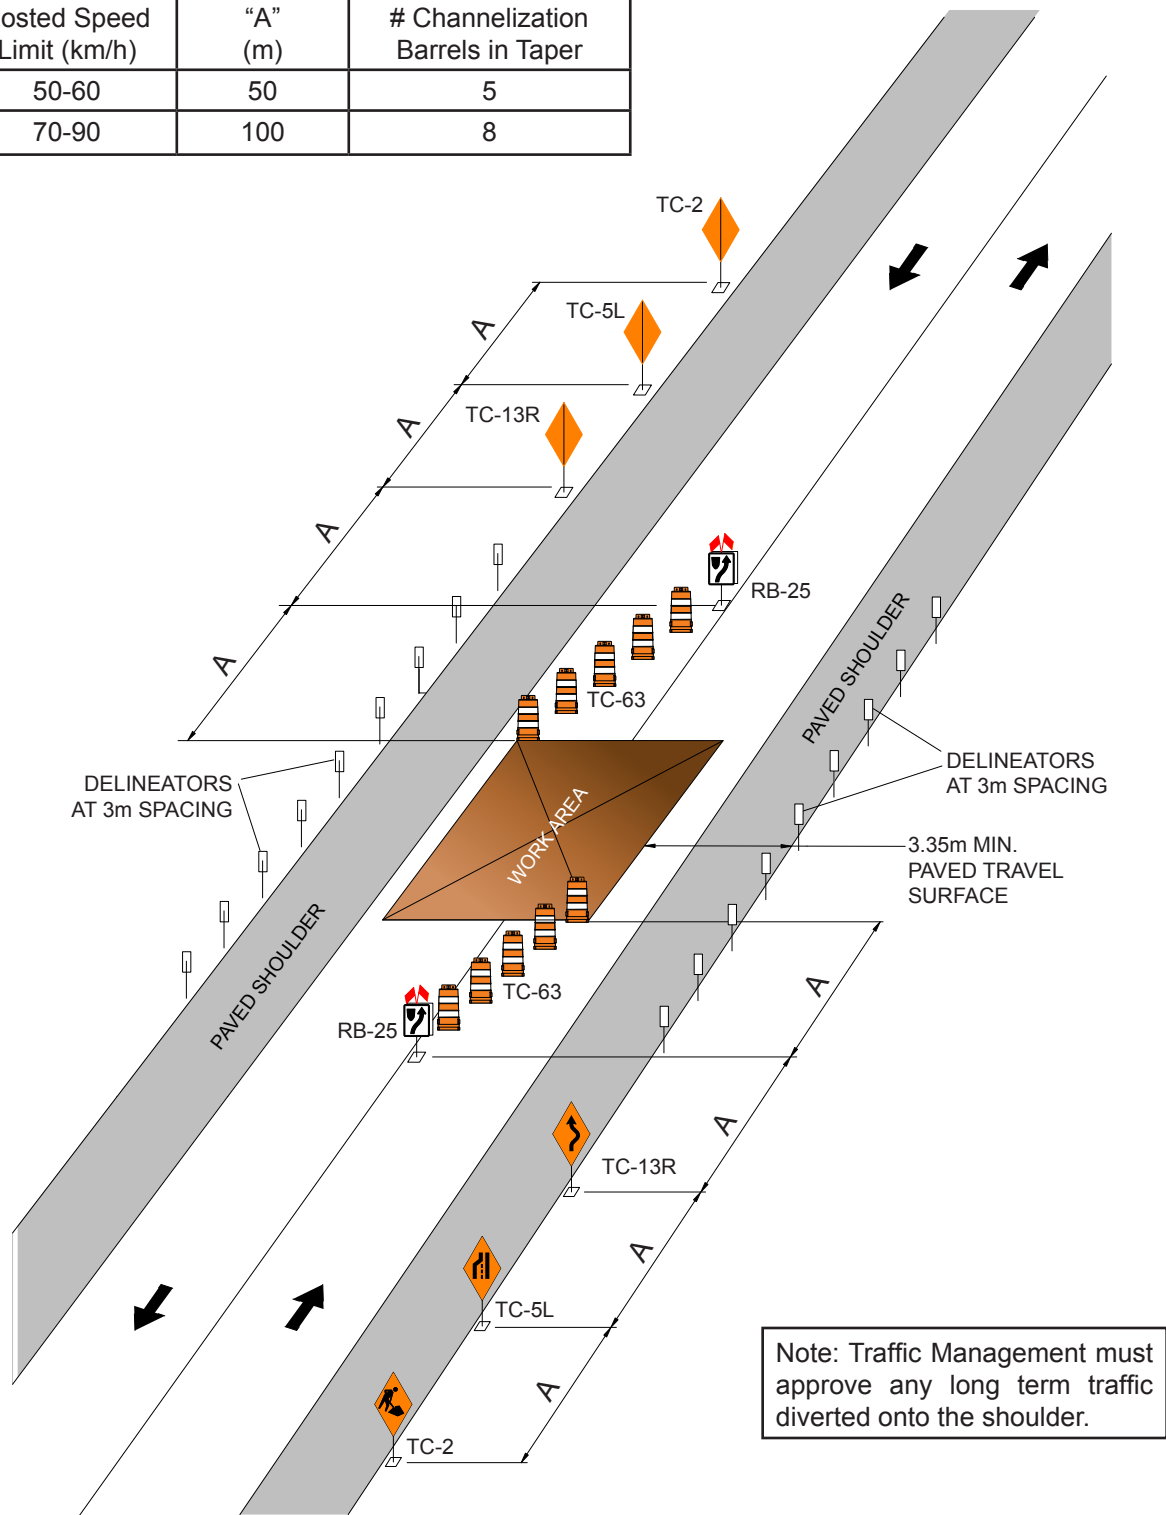 osted Speed "A" # Channelization
Limit (km/h) (m) Barrels in Taper
50-60 50 5
70-90 100 8
TC-2
A
TC-5L
A
TC-13R
A
RB-25
PAVED SHOULDER
A
TC-63
DELINEATORS
AT 3m SPACING
DELINEATORS
AT 3m SPACING
WORK AREA
3.35m MIN.
PAVED TRAVEL
SURFACE
PAVED SHOULDER
TC-63
A
RB-25
A
TC-13R
A
TC-5L
A
TC-2
Note: Traffic Management must
approve any long term traffic
diverted onto the shoulder.